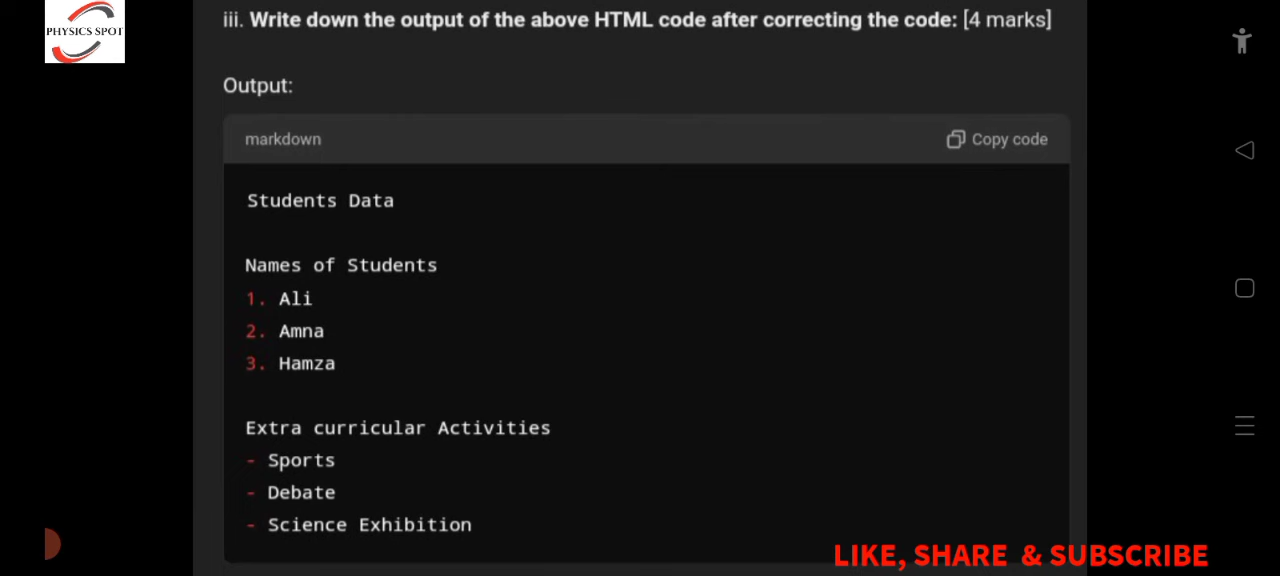 PHYSICS SPOT
iii. Write down the output of the above HTML code after correcting the code: [4 marks]
Output:
markdown Copy code
Students Data
Names of Students
1. Ali
2. Amna
3. Hamza
Extra curricular Activities
- Sports
- Debate
- Science Exhibition
LIKE, SHARE & SUBSCRIBE